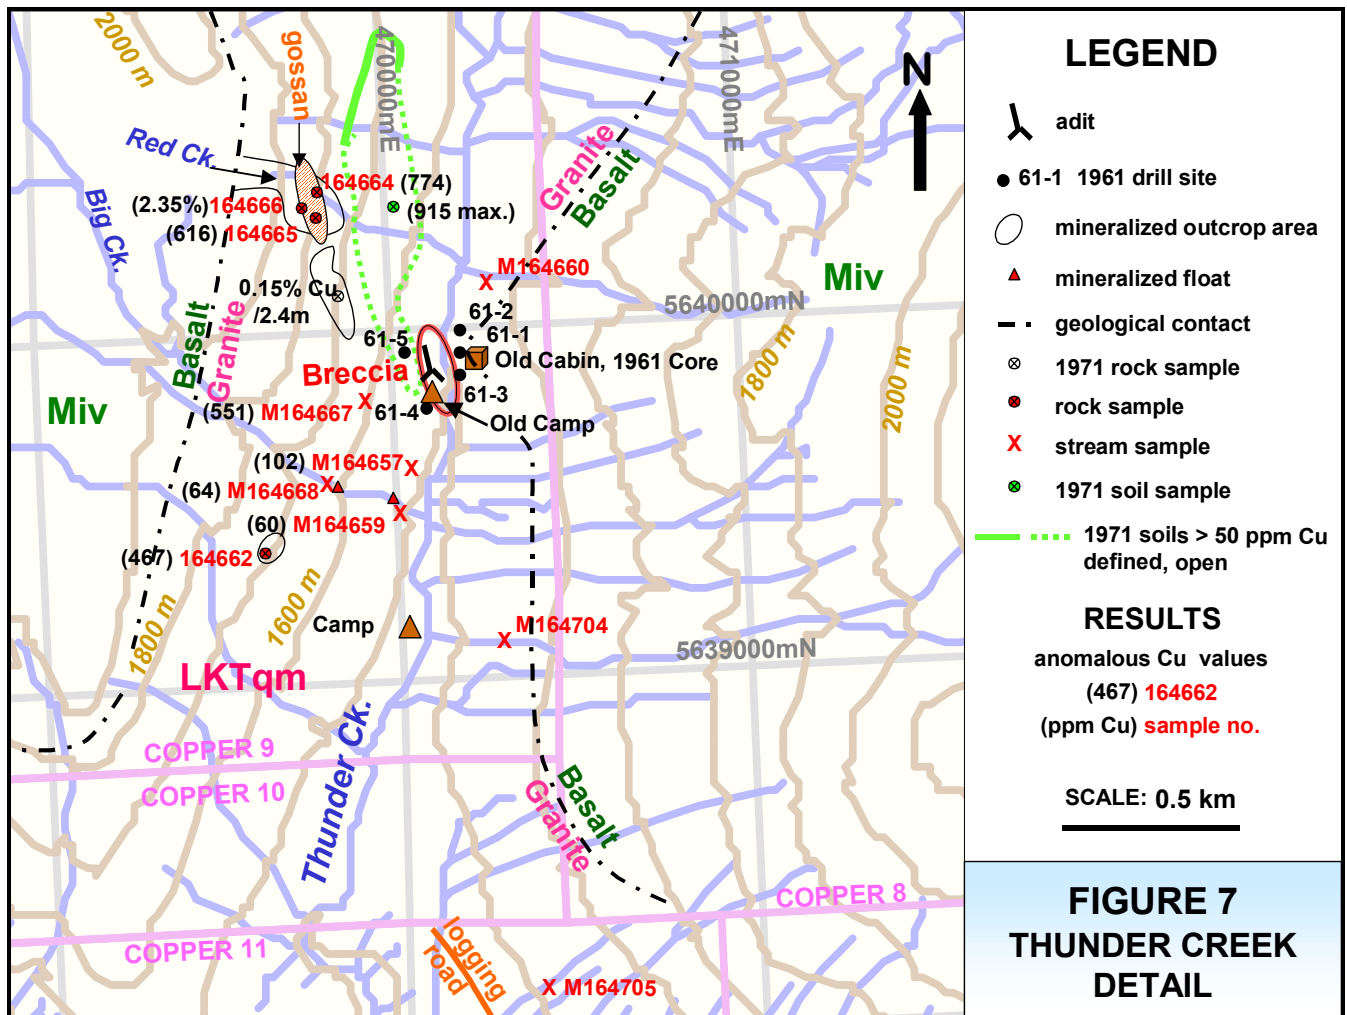 2000 m
gossan
470000mE
471000mE
N
Red Ck.
Big Ck.
164664 (774)
(2.35%) 164666
(616) 164665
(915 max.)
Granite
Basalt
M164660
Miv
0.15% Cu
/2.4m
5640000mN
61-2
61-1
61-5
Old Cabin, 1961 Core
Basalt
Granite
Breccia
61-3
1800 m
2000 m
Miv
(551) M164667
61-4
Old Camp
(102) M164657
(64) M164668
(60) M164659
(467) 164662
1800 m
1600 m
Camp
M164704
5639000mN
LKTqm
Thunder Ck.
COPPER 9
COPPER 10
Basalt
Granite
COPPER 8
COPPER 11
logging
road
M164705
LEGEND
adit
61-1 1961 drill site
mineralized outcrop area
mineralized float
geological contact
1971 rock sample
rock sample
X stream sample
1971 soil sample
1971 soils > 50 ppm Cu
defined, open
RESULTS
anomalous Cu values
(467) 164662
(ppm Cu) sample no.
SCALE: 0.5 km
FIGURE 7
THUNDER CREEK
DETAIL